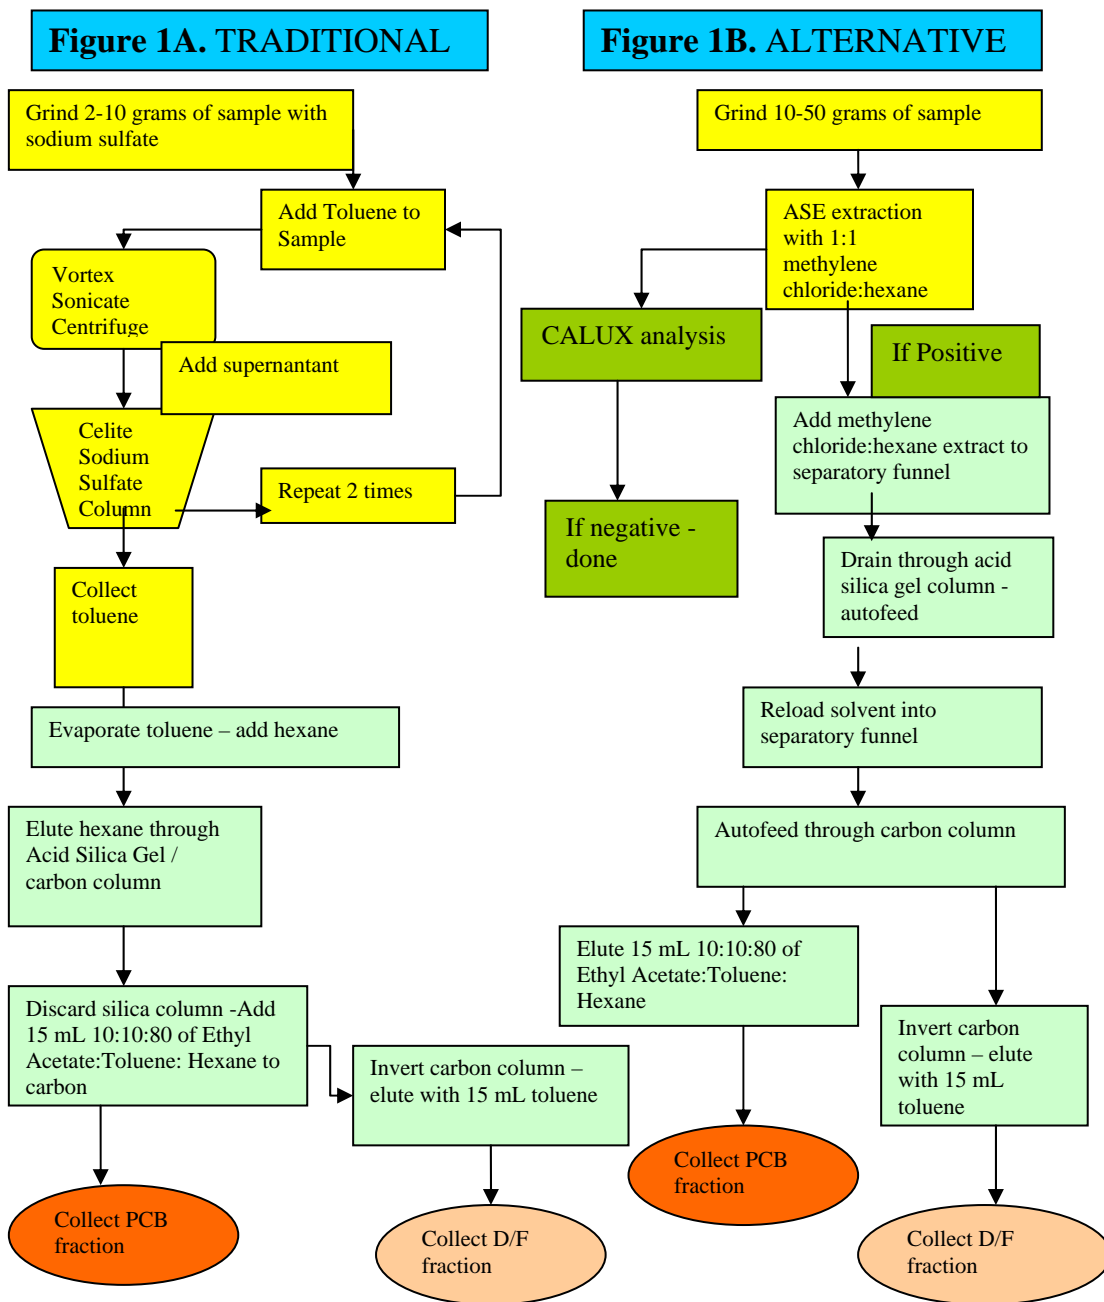 Figure 1A. TRADITIONAL
Grind 2-10 grams of sample with
sodium sulfate
Add Toluene to
Sample
Vortex
Sonicate
Centrifuge
Add supernantant
Celite
Sodium
Sulfate
Column
Repeat 2 times
Collect
toluene
Evaporate toluene – add hexane
Elute hexane through
Acid Silica Gel /
carbon column
Discard silica column -Add
15 mL 10:10:80 of Ethyl
Acetate:Toluene: Hexane to
carbon
Invert carbon column –
elute with 15 mL toluene
Collect PCB
fraction
Collect D/F
fraction
Figure 1B. ALTERNATIVE
Grind 10-50 grams of sample
ASE extraction
with 1:1
methylene
chloride:hexane
CALUX analysis
If Positive
If negative -
done
Add methylene
chloride:hexane extract to
separatory funnel
Drain through acid
silica gel column -
autofeed
Reload solvent into
separatory funnel
Autofeed through carbon column
Elute 15 mL 10:10:80 of
Ethyl Acetate:Toluene:
Hexane
Invert carbon
column – elute
with 15 mL
toluene
Collect PCB
fraction
Collect D/F
fraction